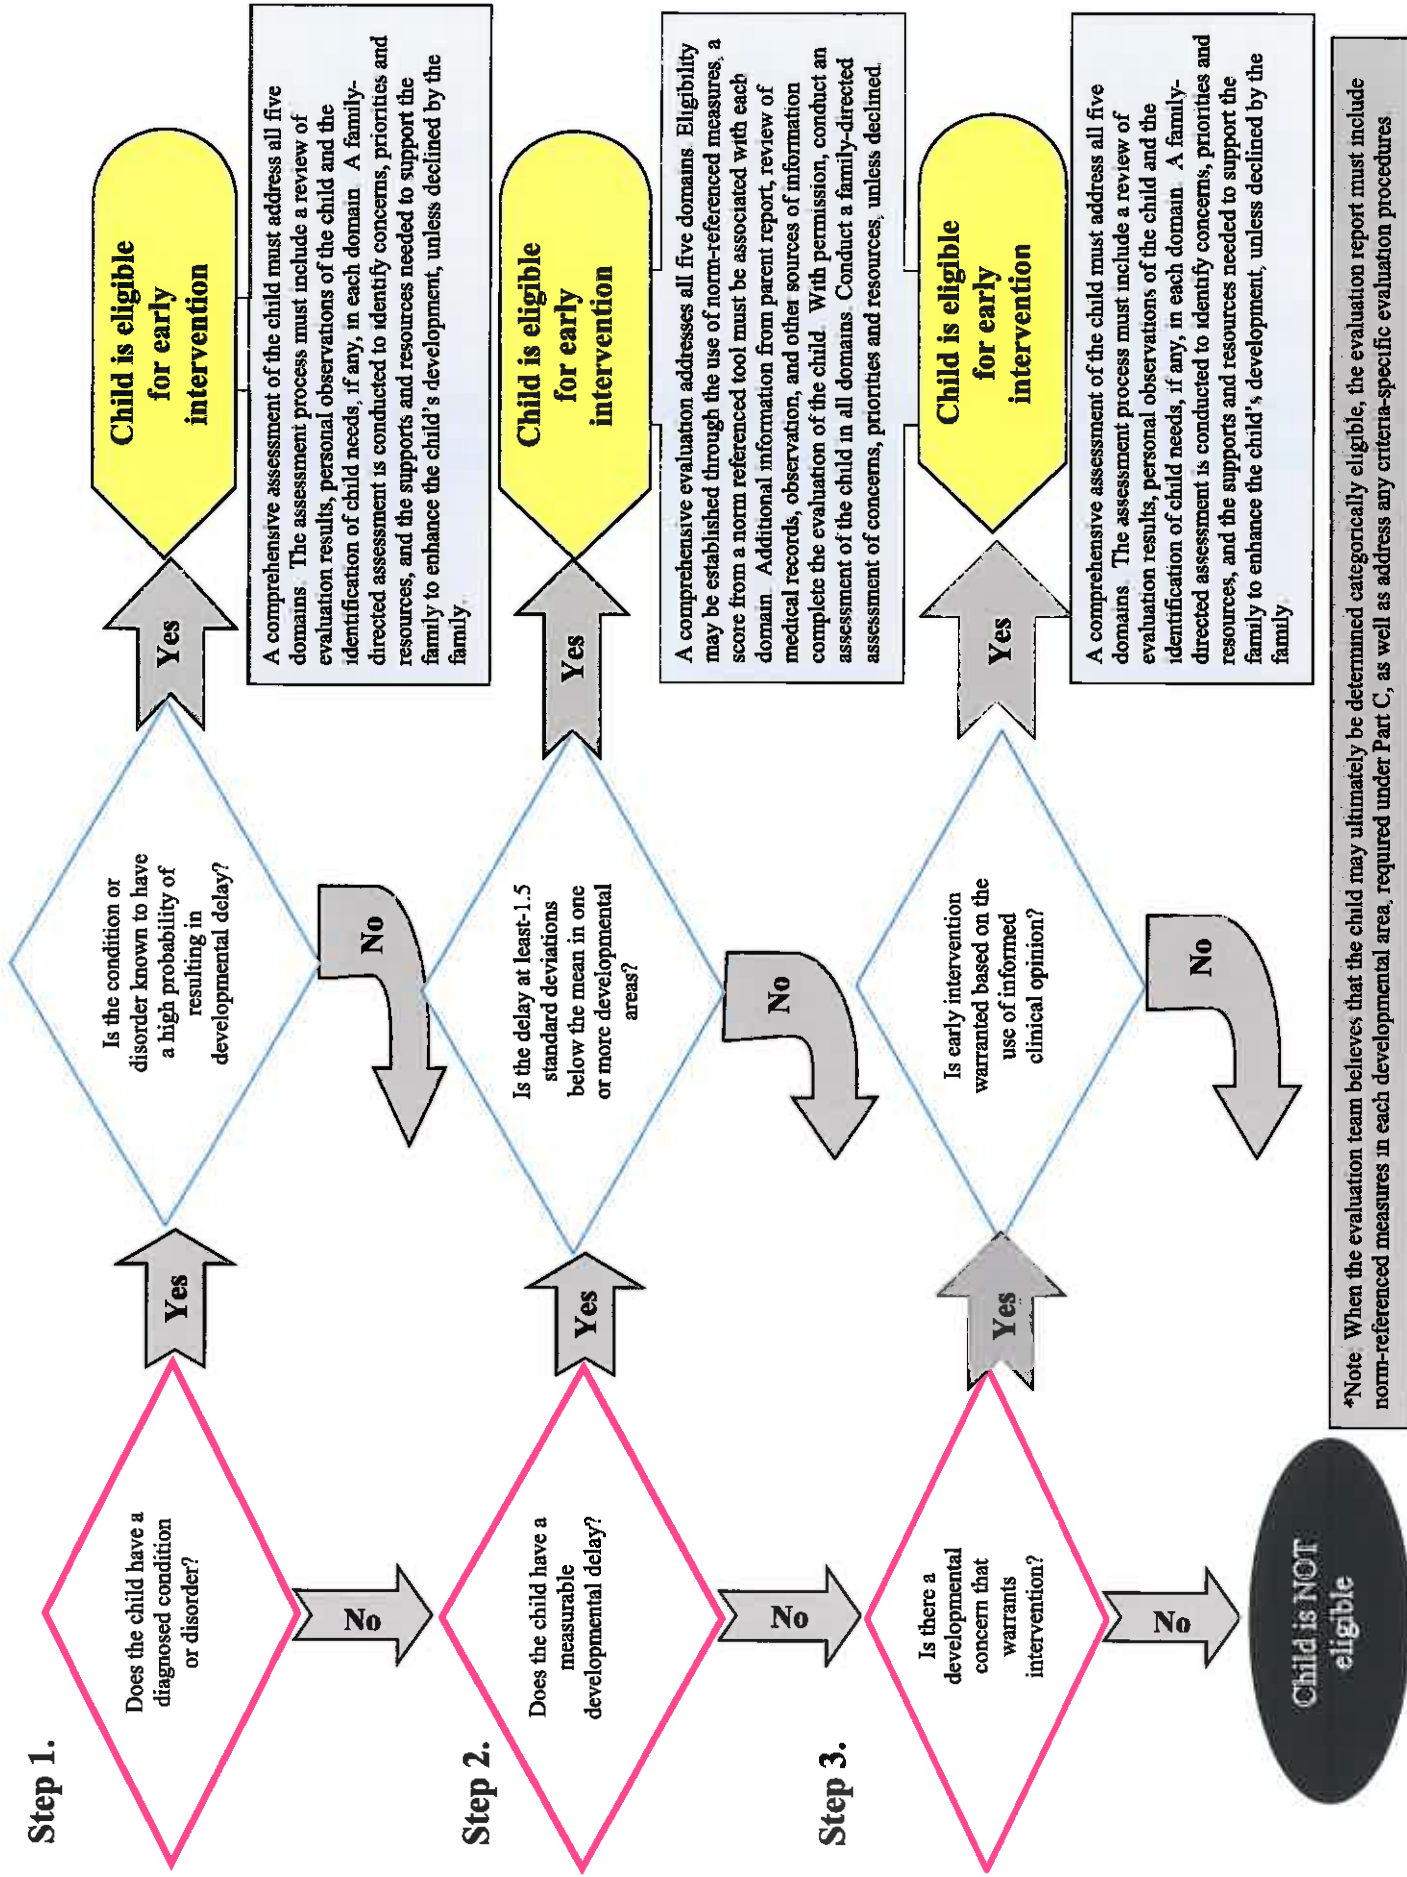 Step 1.
Does the child have a
diagnosed condition
or disorder?
Yes
Is the condition or
disorder known to have
a high probability of
resulting in
developmental delay?
Yes
Child is eligible
for early
intervention
A comprehensive assessment of the child must address all five
domains. The assessment process must include a review of
evaluation results, personal observations of the child and the
identification of child needs, if any, in each domain. A family-
directed assessment is conducted to identify concerns, priorities and
resources, and the supports and resources needed to support the
family to enhance the child's development, unless declined by the
family.
No
No
Step 2.
Does the child have a
measurable
developmental delay?
Yes
Is the delay at least-1.5
standard deviations
below the mean in one
or more developmental
areas?
Yes
Child is eligible
for early
intervention
A comprehensive evaluation addresses all five domains. Eligibility
may be established through the use of norm-referenced measures, a
score from a norm referenced tool must be associated with each
domain. Additional information from parent report, review of
medical records, observation, and other sources of information
complete the evaluation of the child. With permission, conduct an
assessment of the child in all domains. Conduct a family-directed
assessment of concerns, priorities and resources, unless declined.
No
No
Step 3.
Is there a
developmental
concern that
warrants
intervention?
Yes
Is early intervention
warranted based on the
use of informed
clinical opinion?
Yes
Child is eligible
for early
intervention
A comprehensive assessment of the child must address all five
domains. The assessment process must include a review of
evaluation results, personal observations of the child and the
identification of child needs, if any, in each domain. A family-
directed assessment is conducted to identify concerns, priorities and
resources, and the supports and resources needed to support the
family to enhance the child's development, unless declined by the
family.
No
No
Child is NOT
eligible
*Note: When the evaluation team believes that the child may ultimately be determined categorically eligible, the evaluation report must include
norm-referenced measures in each developmental area, required under Part C, as well as address any criteria-specific evaluation procedures.